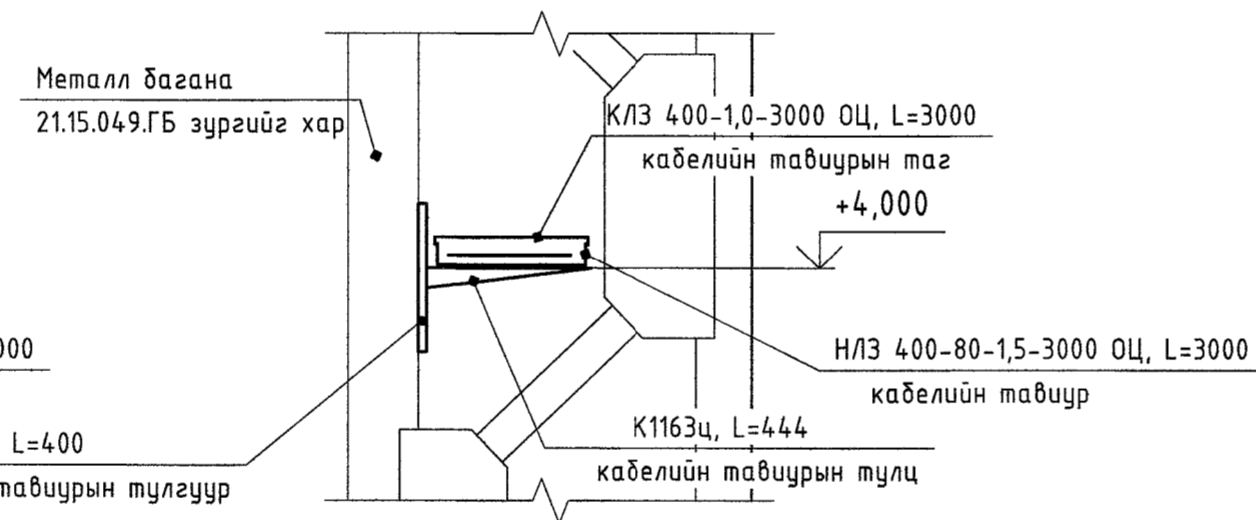 Металл багана
21.15.049.ГБ зургийг хар
КЛЗ 400-1,0-3000 ОЦ, L=3000
кабелийн тавиурын таг
+4,000
000
НЛЗ 400-80-1,5-3000 ОЦ, L=3000
кабелийн тавиур
К1163ц, L=444
кабелийн тавиурын тулц
L=400
тавиурын тулгуур